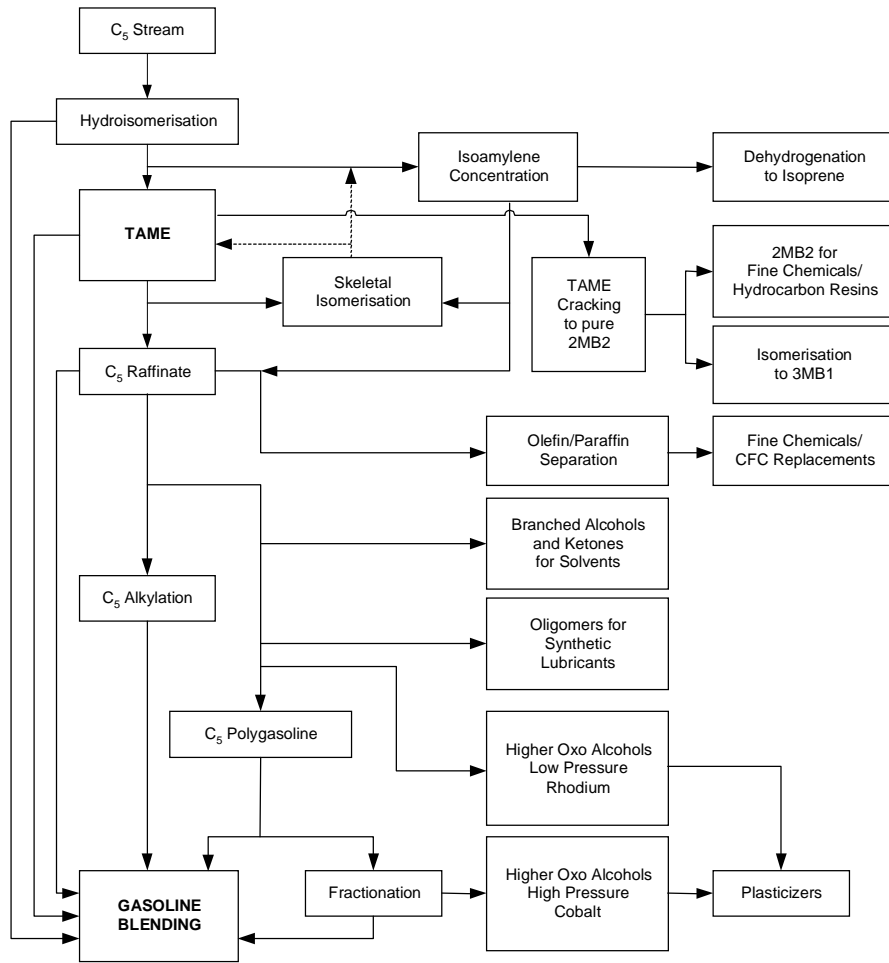 C₅ Stream
Hydroisomerisation
Isoamylene
Concentration
Dehydrogenation
to Isoprene
TAME
Skeletal
Isomerisation
TAME
Cracking
to pure
2MB2
2MB2 for
Fine Chemicals/
Hydrocarbon Resins
Isomerisation
to 3MB1
C₅ Raffinate
Olefin/Paraffin
Separation
Fine Chemicals/
CFC Replacements
Branched Alcohols
and Ketones
for Solvents
C₅ Alkylation
Oligomers for
Synthetic
Lubricants
C₅ Polygasoline
Higher Oxo Alcohols
Low Pressure
Rhodium
GASOLINE
BLENDING
Fractionation
Higher Oxo Alcohols
High Pressure
Cobalt
Plasticizers